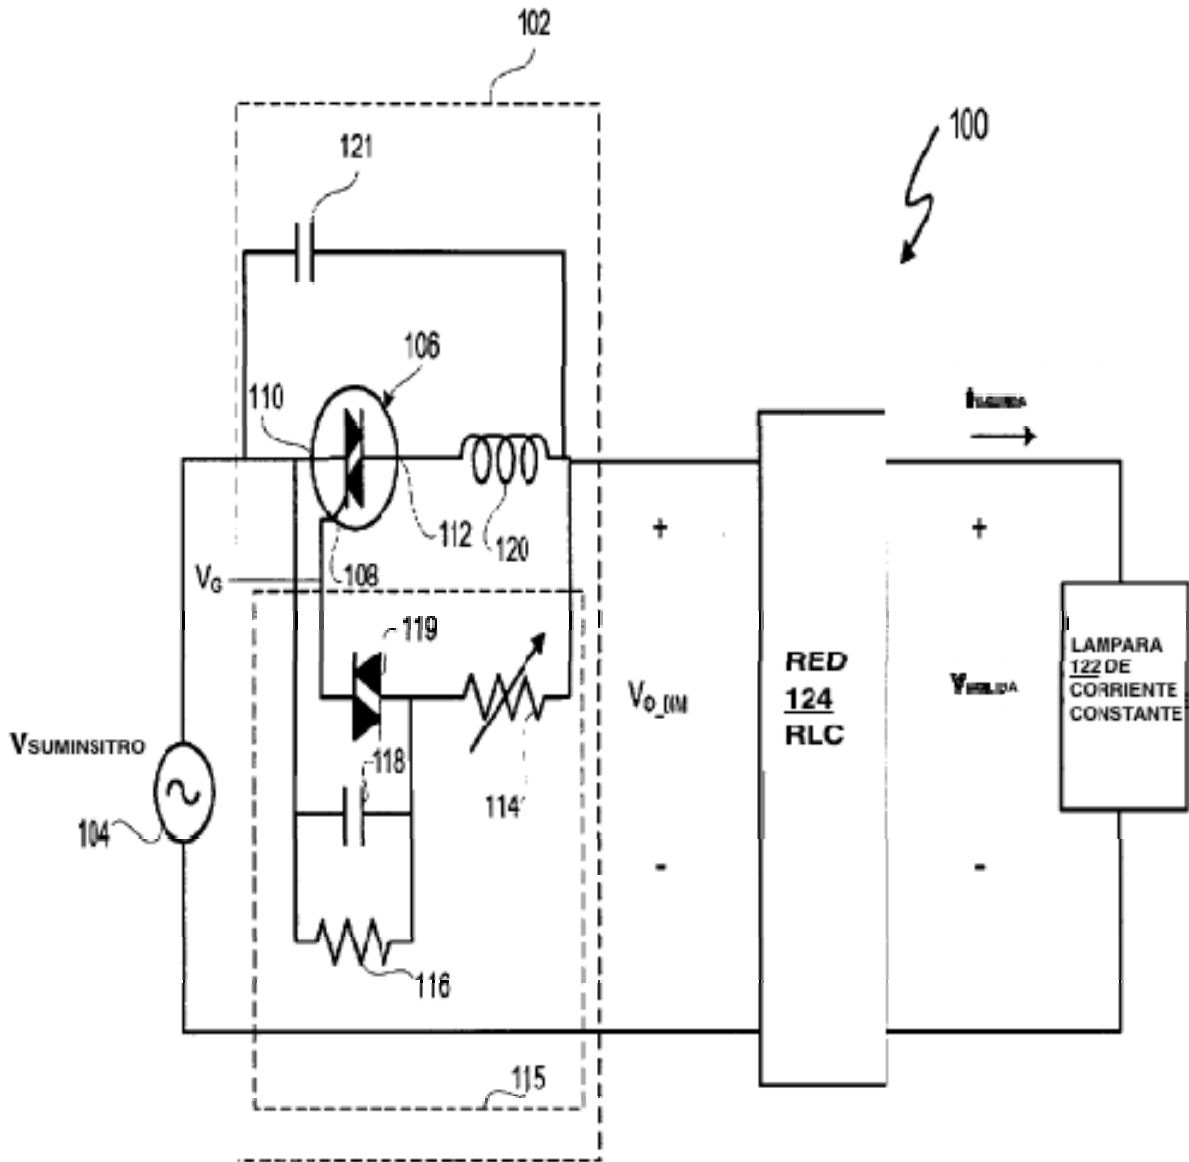 102
121
100
106
110
112
120
108
VG
+
+
119
LAMPARA
122 DE
CORRIENTE
CONSTANTE
RED
124
RLC
VO_DIM
VSUMINSITRO
118
114
104
-
-
116
115